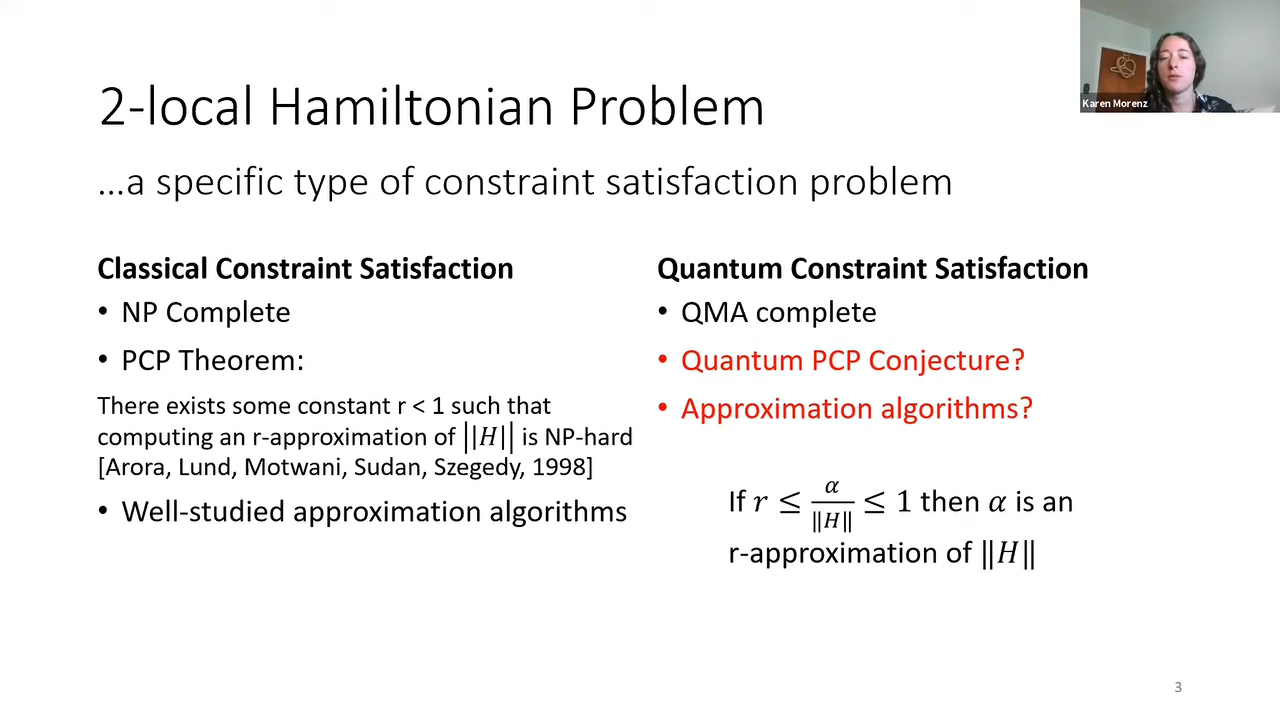 2-local Hamiltonian Problem
…a specific type of constraint satisfaction problem
Karen Morenz
Classical Constraint Satisfaction
• NP Complete
• PCP Theorem:
There exists some constant r < 1 such that
computing an r-approximation of ||H|| is NP-hard
[Arora, Lund, Motwani, Sudan, Szegedy, 1998]
• Well-studied approximation algorithms
Quantum Constraint Satisfaction
• QMA complete
• Quantum PCP Conjecture?
• Approximation algorithms?
If r ≤ α/‖H‖ ≤ 1 then α is an
r-approximation of ‖H‖
3